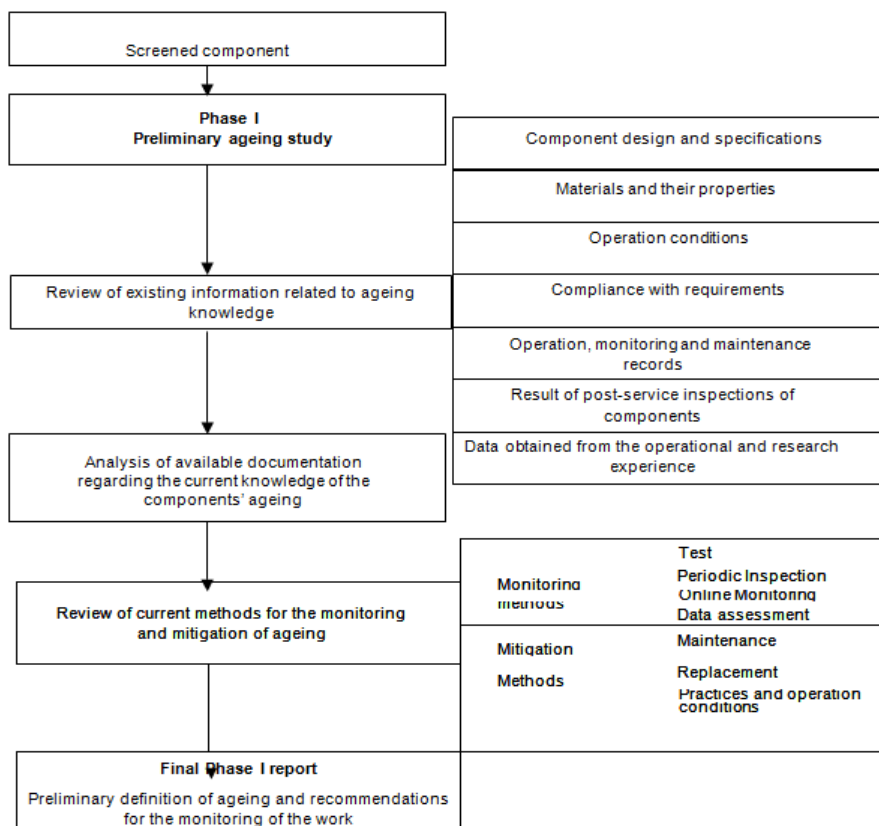 Screened component
Phase I
Preliminary ageing study
Component design and specifications
Materials and their properties
Operation conditions
Review of existing information related to ageing
knowledge
Compliance with requirements
Operation, monitoring and maintenance
records
Result of post-service inspections of
components
Data obtained from the operational and research
experience
Analysis of available documentation
regarding the current knowledge of the
components' ageing
Review of current methods for the monitoring
and mitigation of ageing
Monitoring
methods
Test
Periodic Inspection
Online Monitoring
Data assessment
Mitigation
Methods
Maintenance
Replacement
Practices and operation
conditions
Final Phase I report
Preliminary definition of ageing and recommendations
for the monitoring of the work